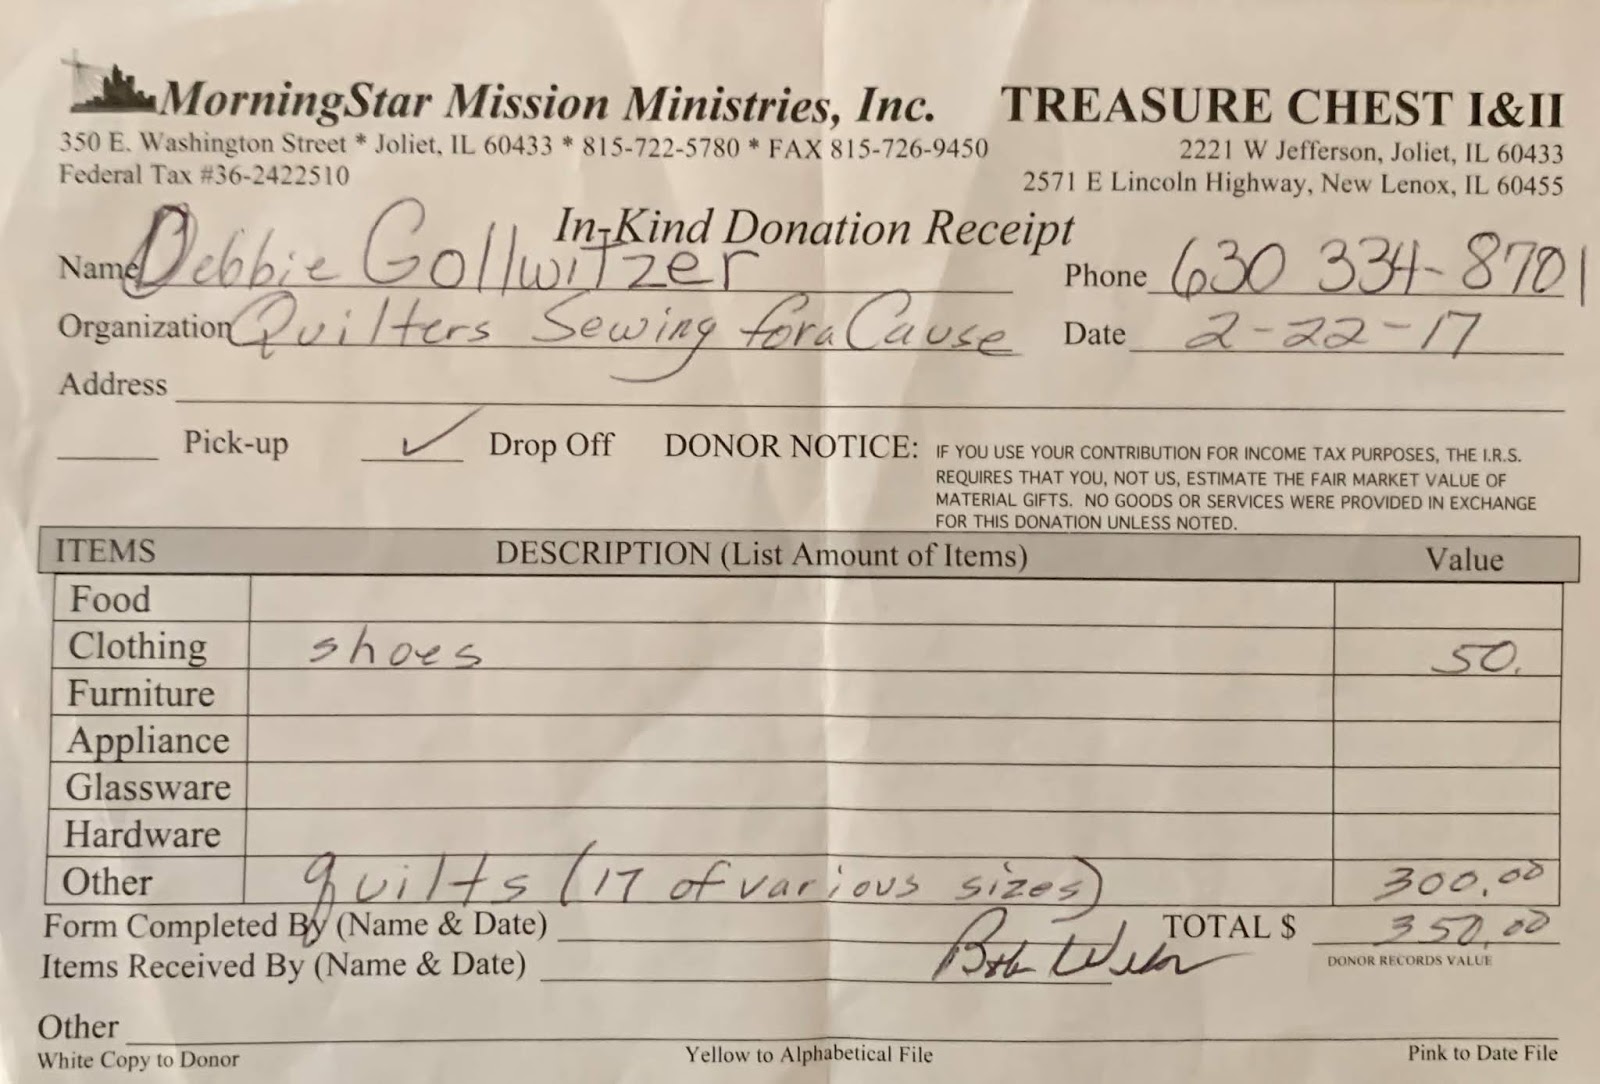 MorningStar Mission Ministries, Inc. TREASURE CHEST I&II
350 E. Washington Street * Joliet, IL 60433 * 815-722-5780 * FAX 815-726-9450 2221 W Jefferson, Joliet, IL 60433
Federal Tax #36-2422510 2571 E Lincoln Highway, New Lenox, IL 60455
In-Kind Donation Receipt
Name Debbie Gollwitzer Phone 630 334-8701
Organization Quilters Sewing for a Cause Date 2-22-17
Address
Pick-up ✓ Drop Off DONOR NOTICE: IF YOU USE YOUR CONTRIBUTION FOR INCOME TAX PURPOSES, THE I.R.S.
REQUIRES THAT YOU, NOT US, ESTIMATE THE FAIR MARKET VALUE OF
MATERIAL GIFTS. NO GOODS OR SERVICES WERE PROVIDED IN EXCHANGE
FOR THIS DONATION UNLESS NOTED.
ITEMS DESCRIPTION (List Amount of Items) Value
Food
Clothing shoes 50.
Furniture
Appliance
Glassware
Hardware
Other quilts (17 of various sizes) 300.00
Form Completed By (Name & Date) TOTAL $ 350.00
Items Received By (Name & Date) Bob DONOR RECORDS VALUE
Other
White Copy to Donor Yellow to Alphabetical File Pink to Date File